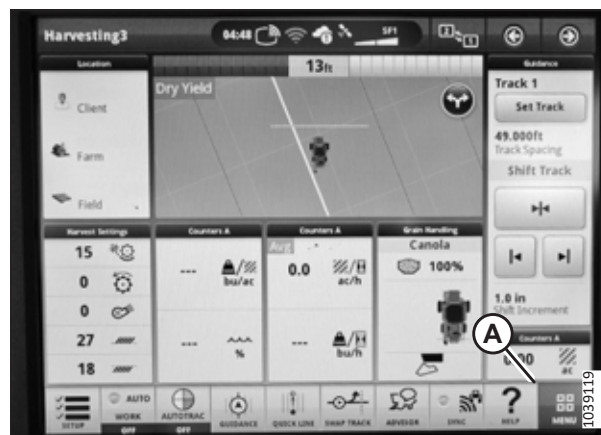 Harvesting3
04:48
SF1
2
1
Location
Client
Farm
Field
13ft
Dry Yield
Guidance
Track 1
Set Track
49.000ft
Track Spacing
Shift Track
1.0 in
Shift Increment
Harvest Settings
15
0
0
27
18
Counters A
---
bu/ac
---
%
Counters A
Avg
0.0
ac/h
---
bu/h
Grain Handling
Canola
100%
A
Counters A
ac
SETUP
AUTO
WORK
OFF
AUTOTRAC
OFF
GUIDANCE
QUICK LINE
SWAP TRACK
ADVISOR
SYNC
?
HELP
MENU
1039119